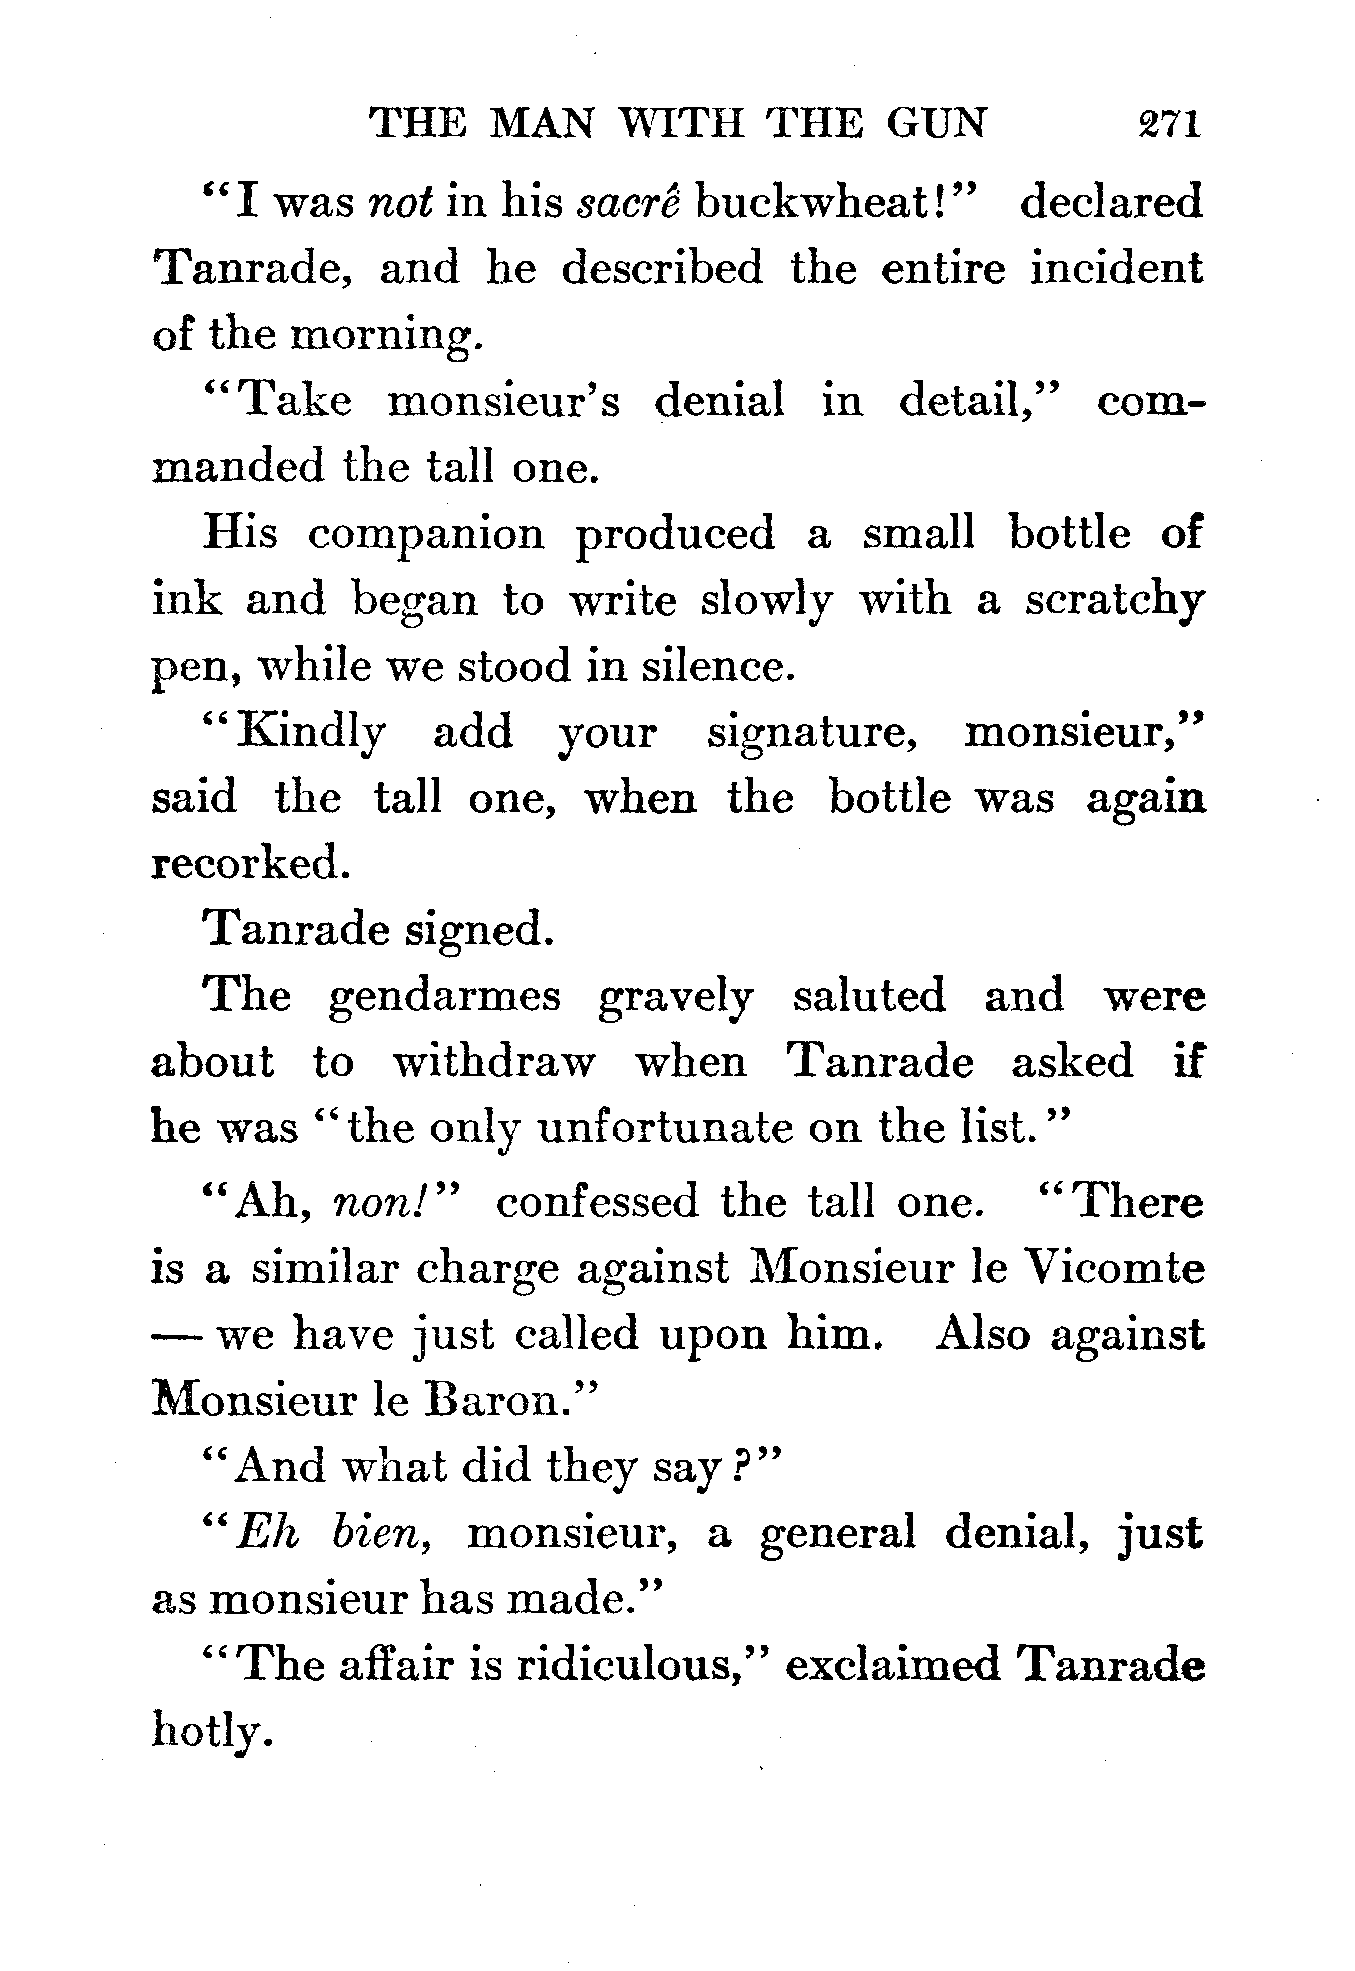 THE MAN WITH THE GUN 271
“I was not in his sacré buckwheat!” declared
Tanrade, and he described the entire incident
of the morning.
“Take monsieur’s denial in detail,” com-
manded the tall one.
His companion produced a small bottle of
ink and began to write slowly with a scratchy
pen, while we stood in silence.
“Kindly add your signature, monsieur,”
said the tall one, when the bottle was again
recorked.
Tanrade signed.
The gendarmes gravely saluted and were
about to withdraw when Tanrade asked if
he was “the only unfortunate on the list.”
“Ah, non!” confessed the tall one. “There
is a similar charge against Monsieur le Vicomte
— we have just called upon him. Also against
Monsieur le Baron.”
“And what did they say?”
“Eh bien, monsieur, a general denial, just
as monsieur has made.”
“The affair is ridiculous,” exclaimed Tanrade
hotly.